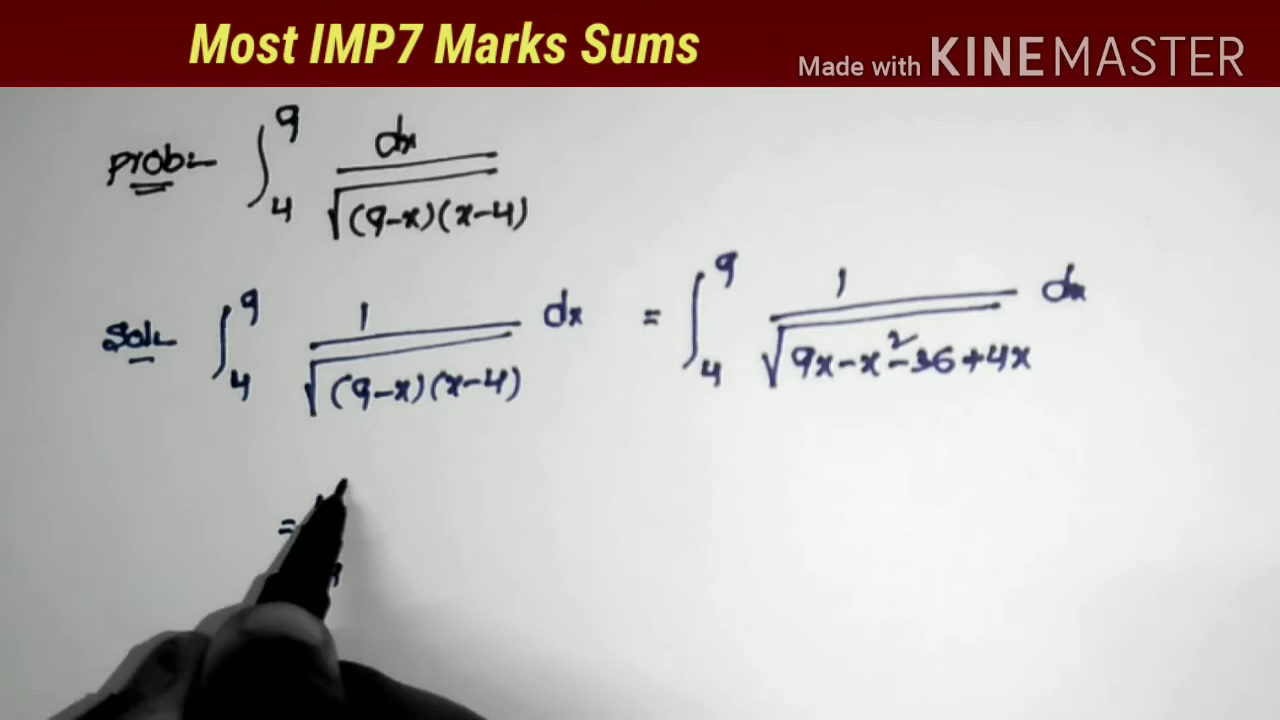 Most IMP7 Marks Sums
Made with KINEMASTER
Prob:- ∫₄⁹ dx / √(9-x)(x-4)
Sol:- ∫₄⁹ 1 / √(9-x)(x-4) dx = ∫₄⁹ 1 / √9x-x²-36+4x dx
=